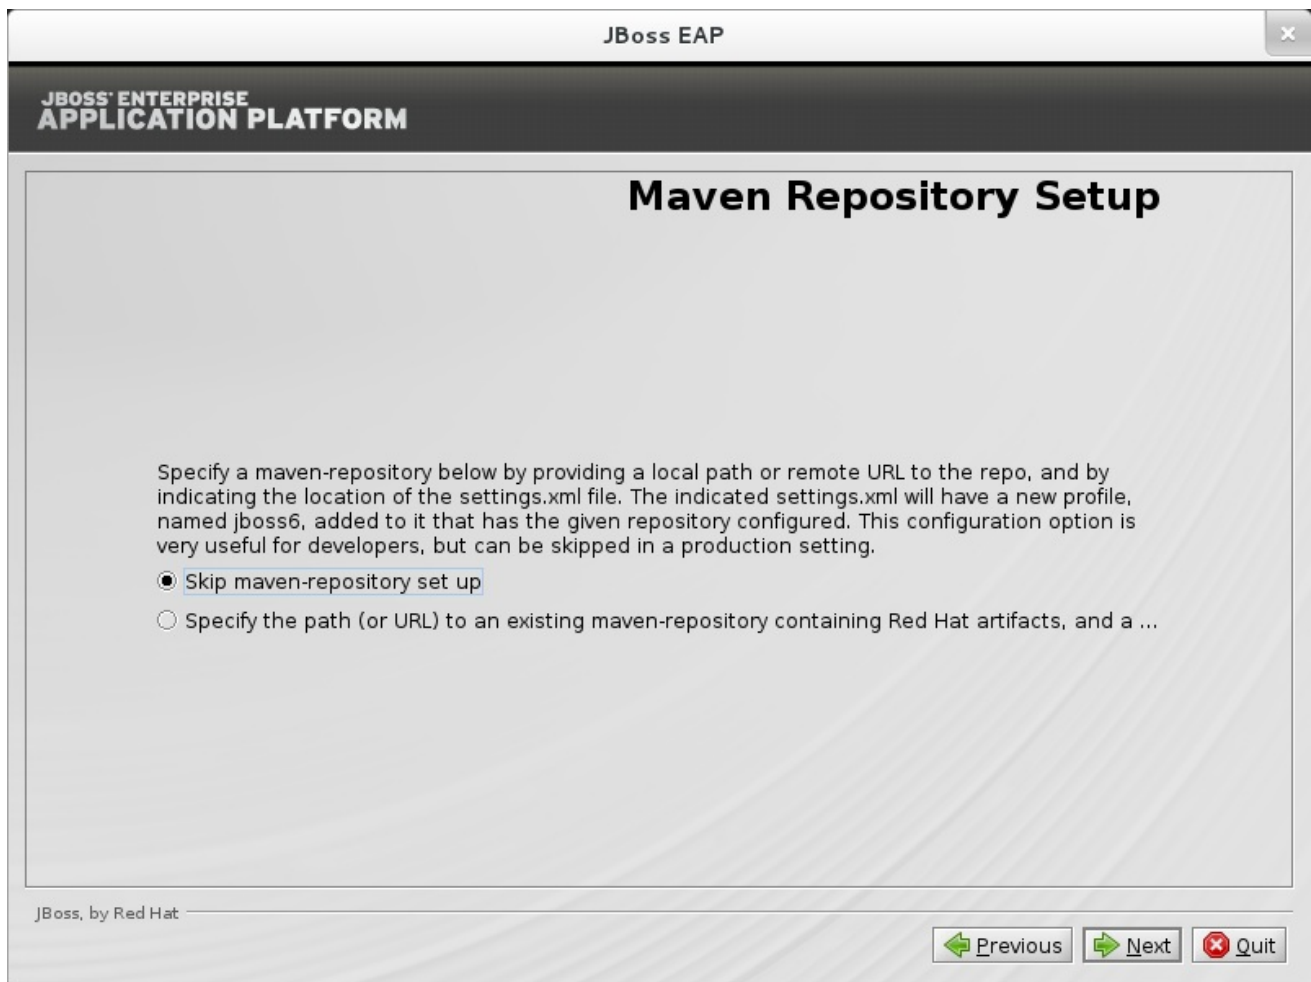 JBoss EAP
JBOSS® ENTERPRISE
APPLICATION PLATFORM
Maven Repository Setup
Specify a maven-repository below by providing a local path or remote URL to the repo, and by
indicating the location of the settings.xml file. The indicated settings.xml will have a new profile,
named jboss6, added to it that has the given repository configured. This configuration option is
very useful for developers, but can be skipped in a production setting.
Skip maven-repository set up
Specify the path (or URL) to an existing maven-repository containing Red Hat artifacts, and a ...
JBoss, by Red Hat
Previous Next Quit